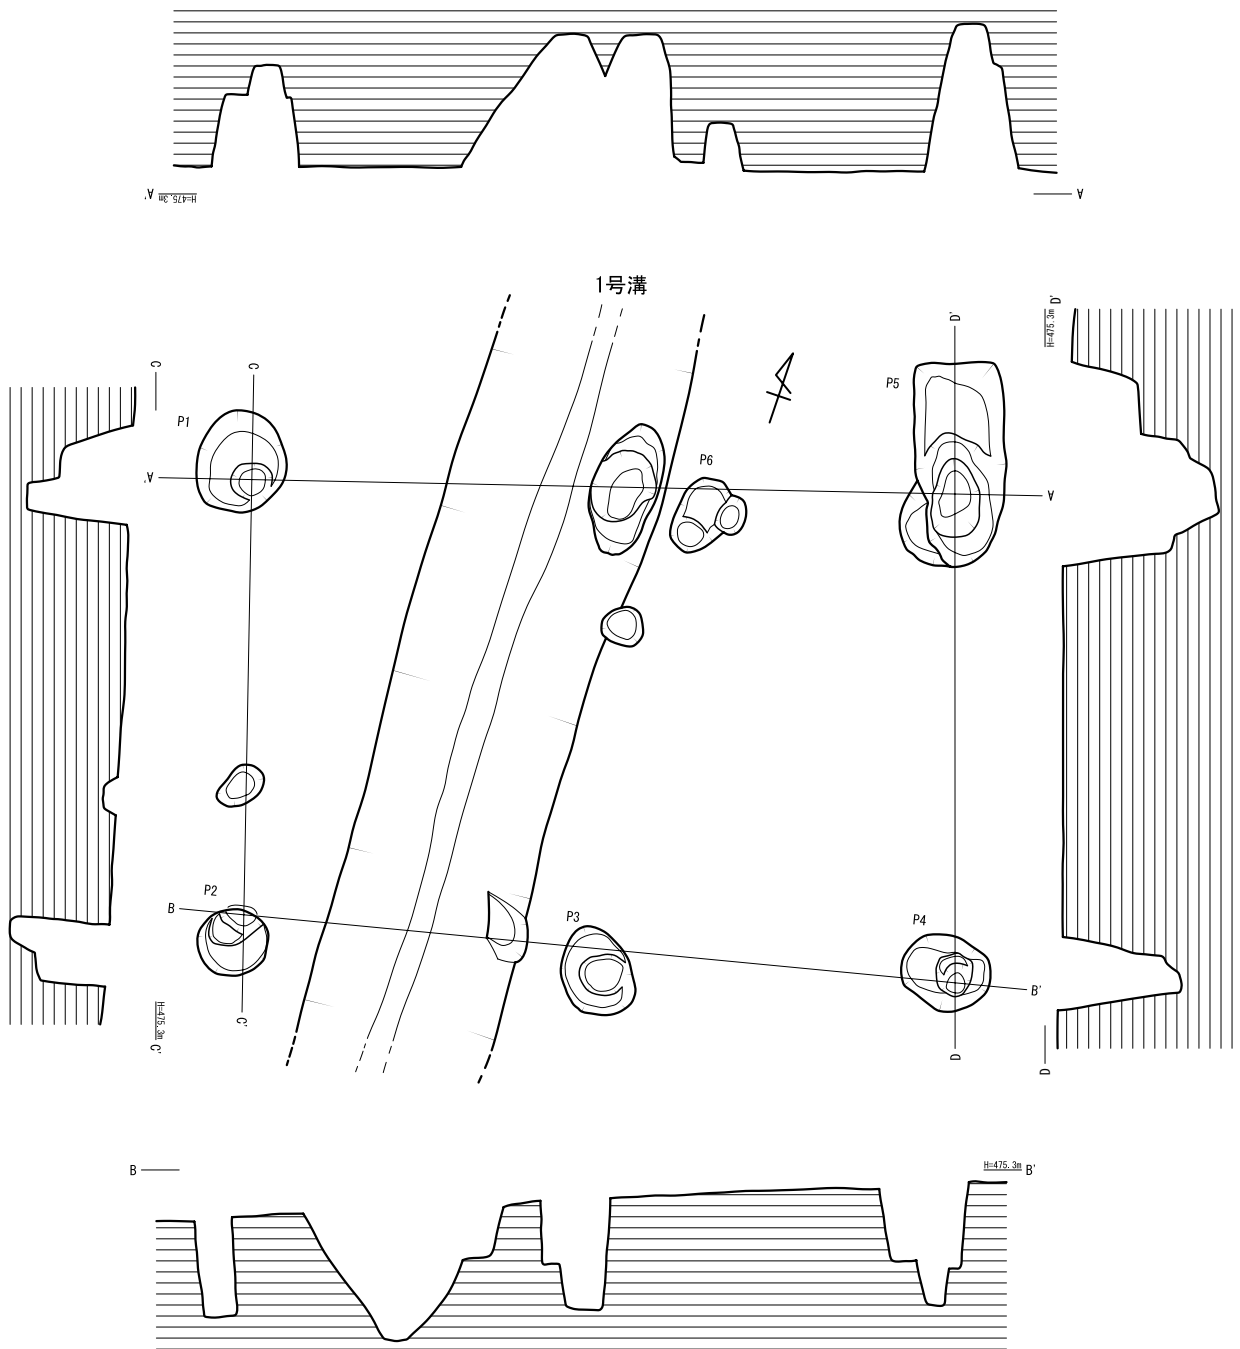 A' H=475.3m
A
1号溝
D'
H=475.3m
D'
C
C
P1
P5
P6
A'
A
P2
B
P3
P4
B'
H=475.3m
C'
C'
D
D
B
H=475.3m B'